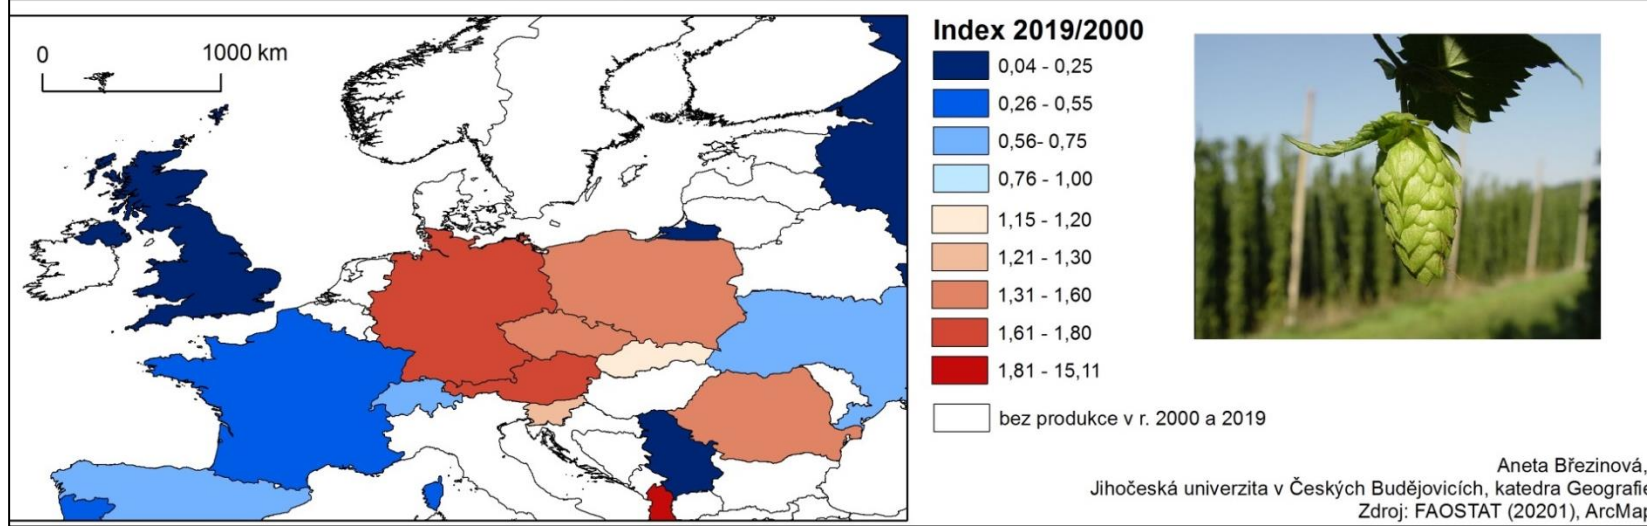 0 1000 km
Index 2019/2000
0,04 - 0,25
0,26 - 0,55
0,56- 0,75
0,76 - 1,00
1,15 - 1,20
1,21 - 1,30
1,31 - 1,60
1,61 - 1,80
1,81 - 15,11
bez produkce v r. 2000 a 2019
Aneta Březinová,
Jihočeská univerzita v Českých Budějovicích, katedra Geografie
Zdroj: FAOSTAT (20201), ArcMap